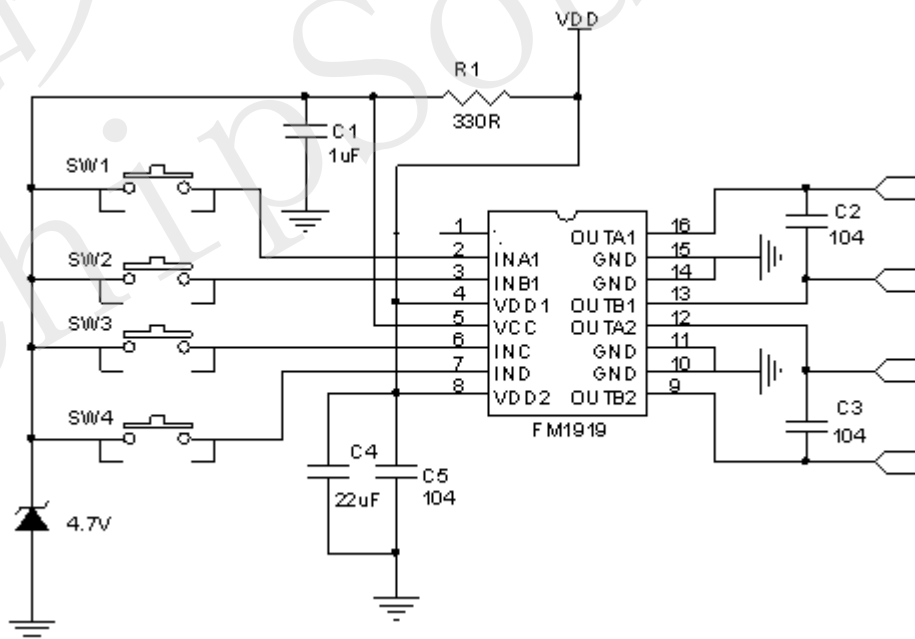 VDD
R1
330R
C1
1uF
SW1
SW2
SW3
SW4
4.7V
1
2
3
4
5
6
7
8
INA1
INB1
VDD1
VCC
INC
IND
VDD2
OUTA1
GND
GND
OUTB1
OUTA2
GND
GND
OUTB2
16
15
14
13
12
11
10
9
FM1919
C2
104
C3
104
C4
22uF
C5
104